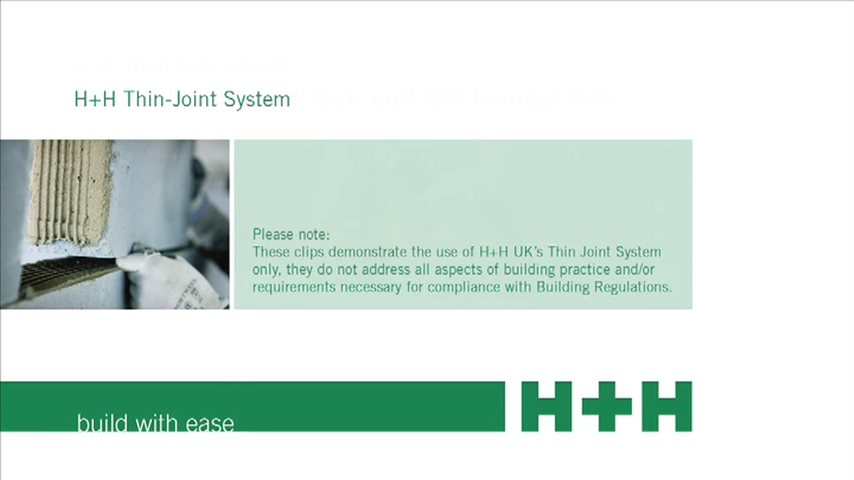 H+H Thin-Joint System
Please note:
These clips demonstrate the use of H+H UK's Thin Joint System
only, they do not address all aspects of building practice and/or
requirements necessary for compliance with Building Regulations.
build with ease
H+H